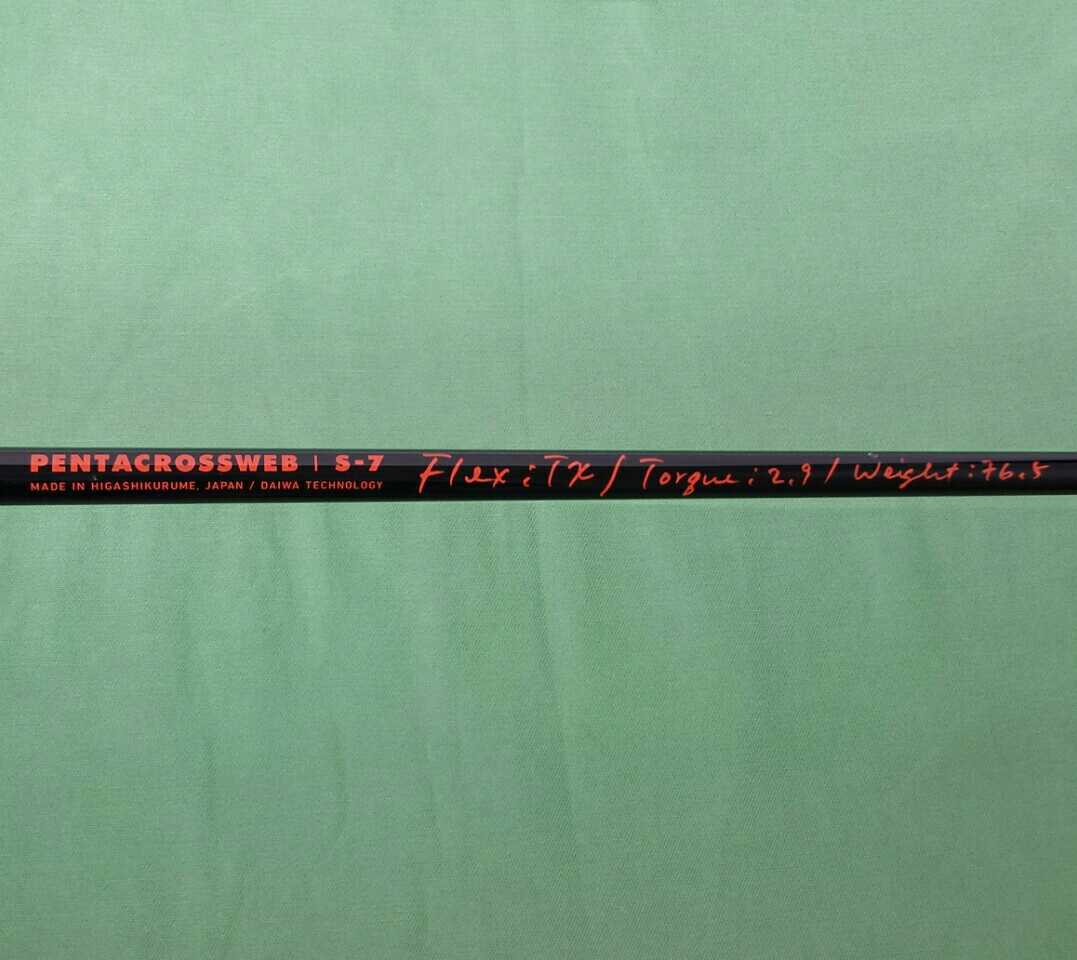 PENTACROSSWEB | S-7 Flex : TX / Torque : 2.9 / Weight : 76.5
MADE IN HIGASHIKURUME, JAPAN / DAIWA TECHNOLOGY